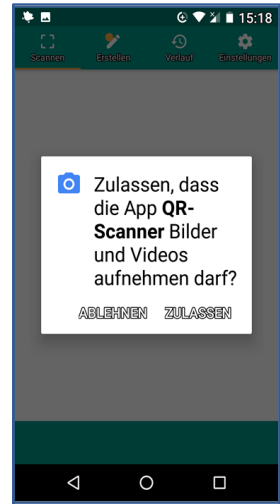 15:18
Scannen Erstellen Verlauf Einstellungen
Zulassen, dass
die App QR-
Scanner Bilder
und Videos
aufnehmen darf?
ABLEHNEN ZULASSEN